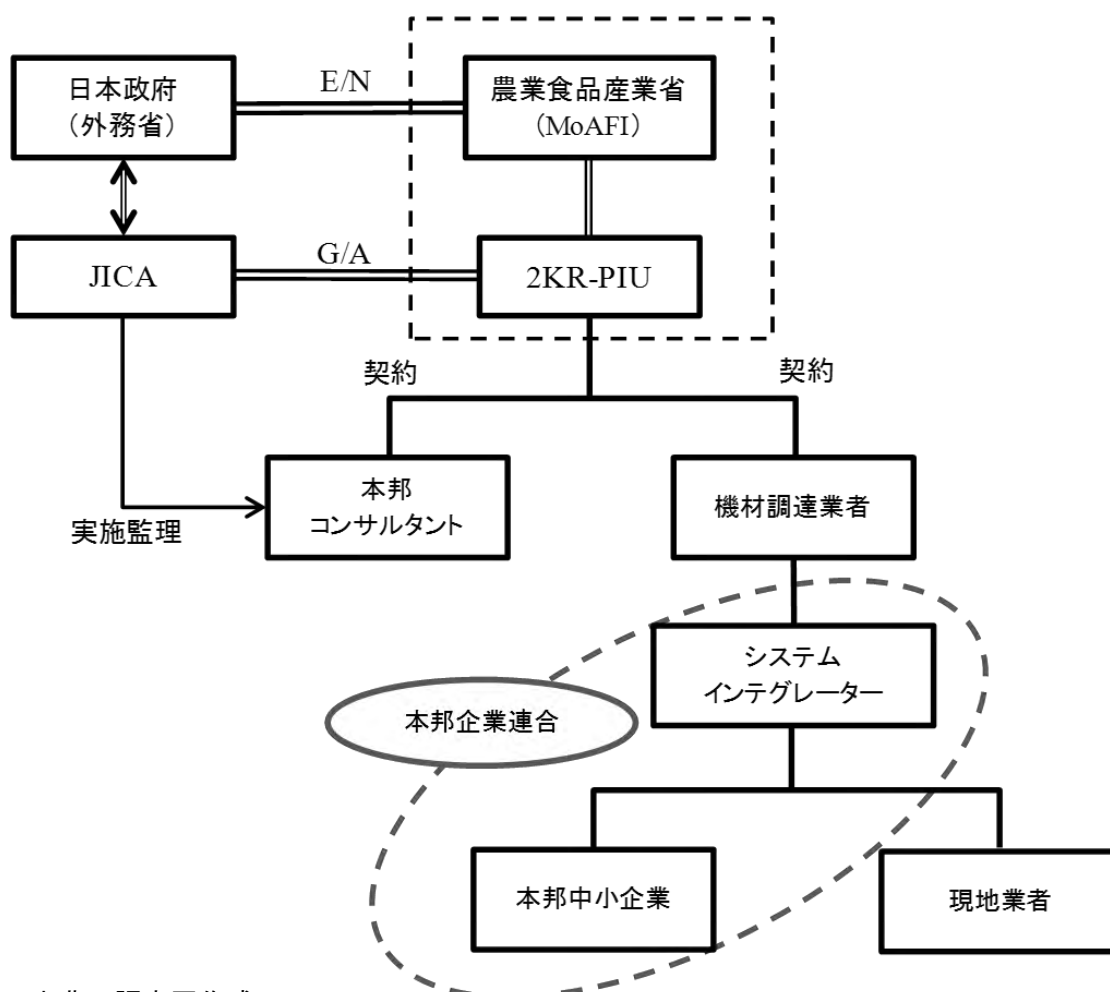 日本政府
（外務省）
E/N
農業食品産業省
（MoAFI）
JICA
G/A
2KR-PIU
契約
契約
本邦
コンサルタント
機材調達業者
実施監理
システム
インテグレーター
本邦企業連合
本邦中小企業
現地業者